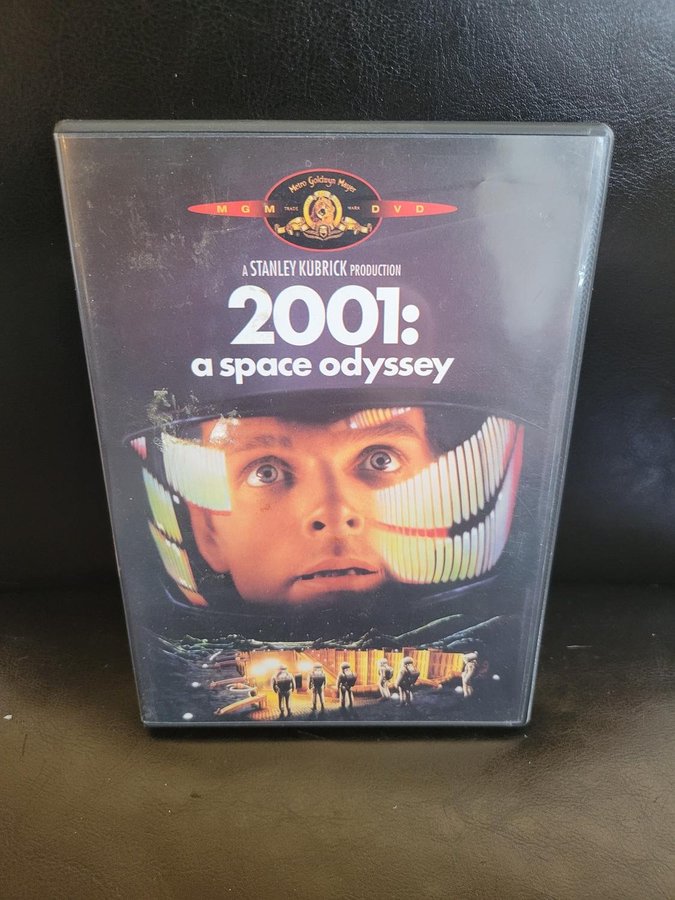 Metro Goldwyn Mayer
MGM TRADE MARK DVD
A STANLEY KUBRICK PRODUCTION
2001:
a space odyssey